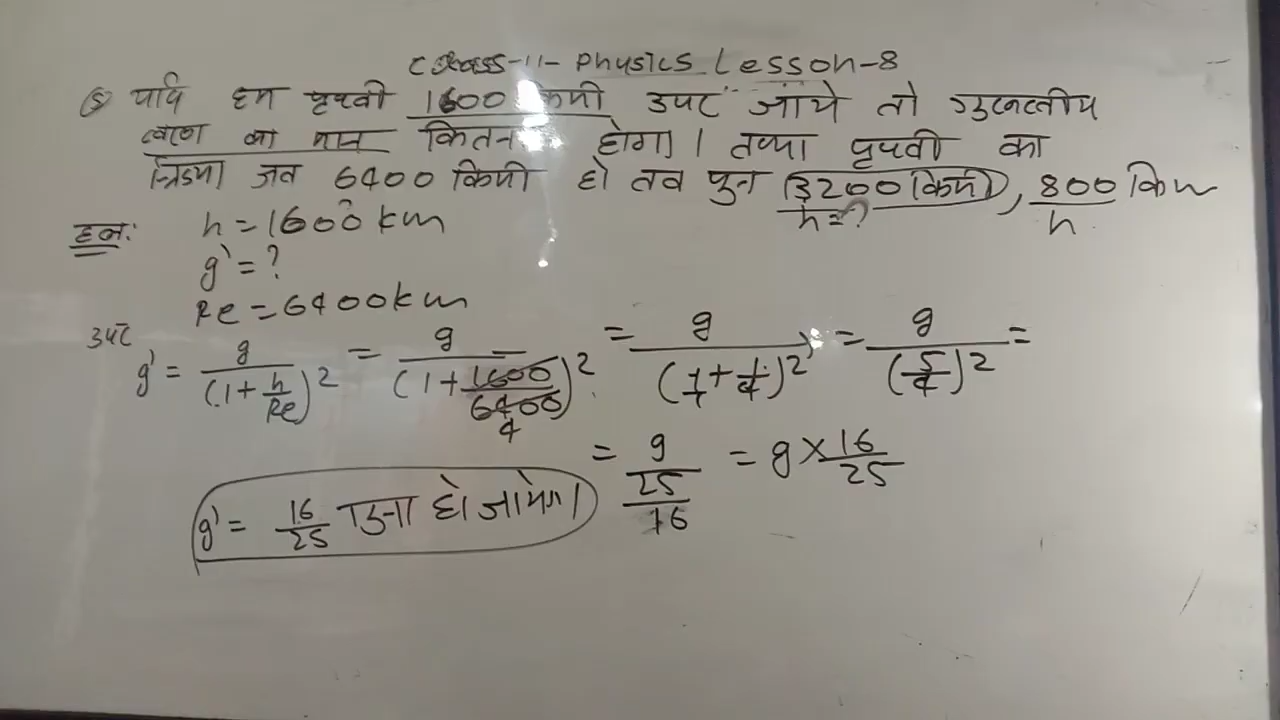 Class-11- Physics Lesson-8
यदि हम पृथ्वी 1600 किमी उपर जाये तो गुरुत्वीय
त्वरण का मान कितना होगा। तथा पृथ्वी का
त्रिज्या जब 6400 किमी हो तब पुन 3200 किमी, 800 किम
h=? h
हल: h = 1600 km
g' = ?
Re = 6400 km
उपर g' = g/(1 + h/Re)^2 = g/(1 + 1600/6400)^2 = g/(1/1 + 1/4)^2 = g/(5/4)^2 =
4
= g/(25/16) = g × 16/25
g' = 16/25 गुना हो जायेगा।